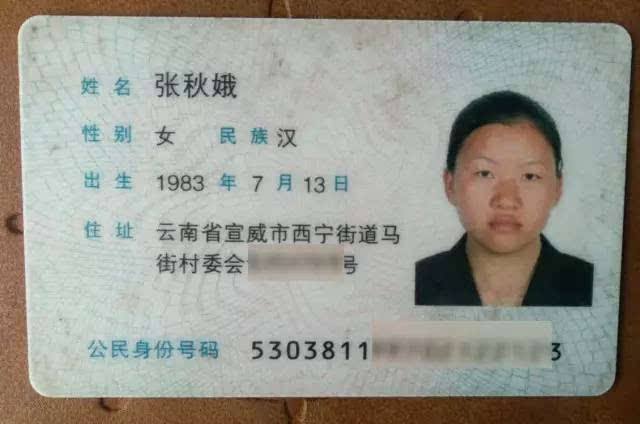 姓名 张秋娥
性别 女 民族 汉
出生 1983 年 7 月 13 日
住址 云南省宣威市西宁街道马
街村委会 号
公民身份号码 5303811 3